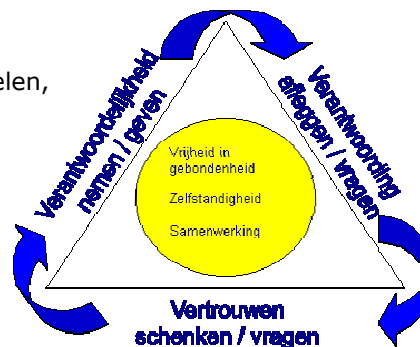 elen,
Verantwoordelijkheid
nemen / geven
Verantwoording
afleggen / vragen
Vrijheid in
gebondenheid
Zelfstandigheid
Samenwerking
Vertrouwen
schenken / vragen